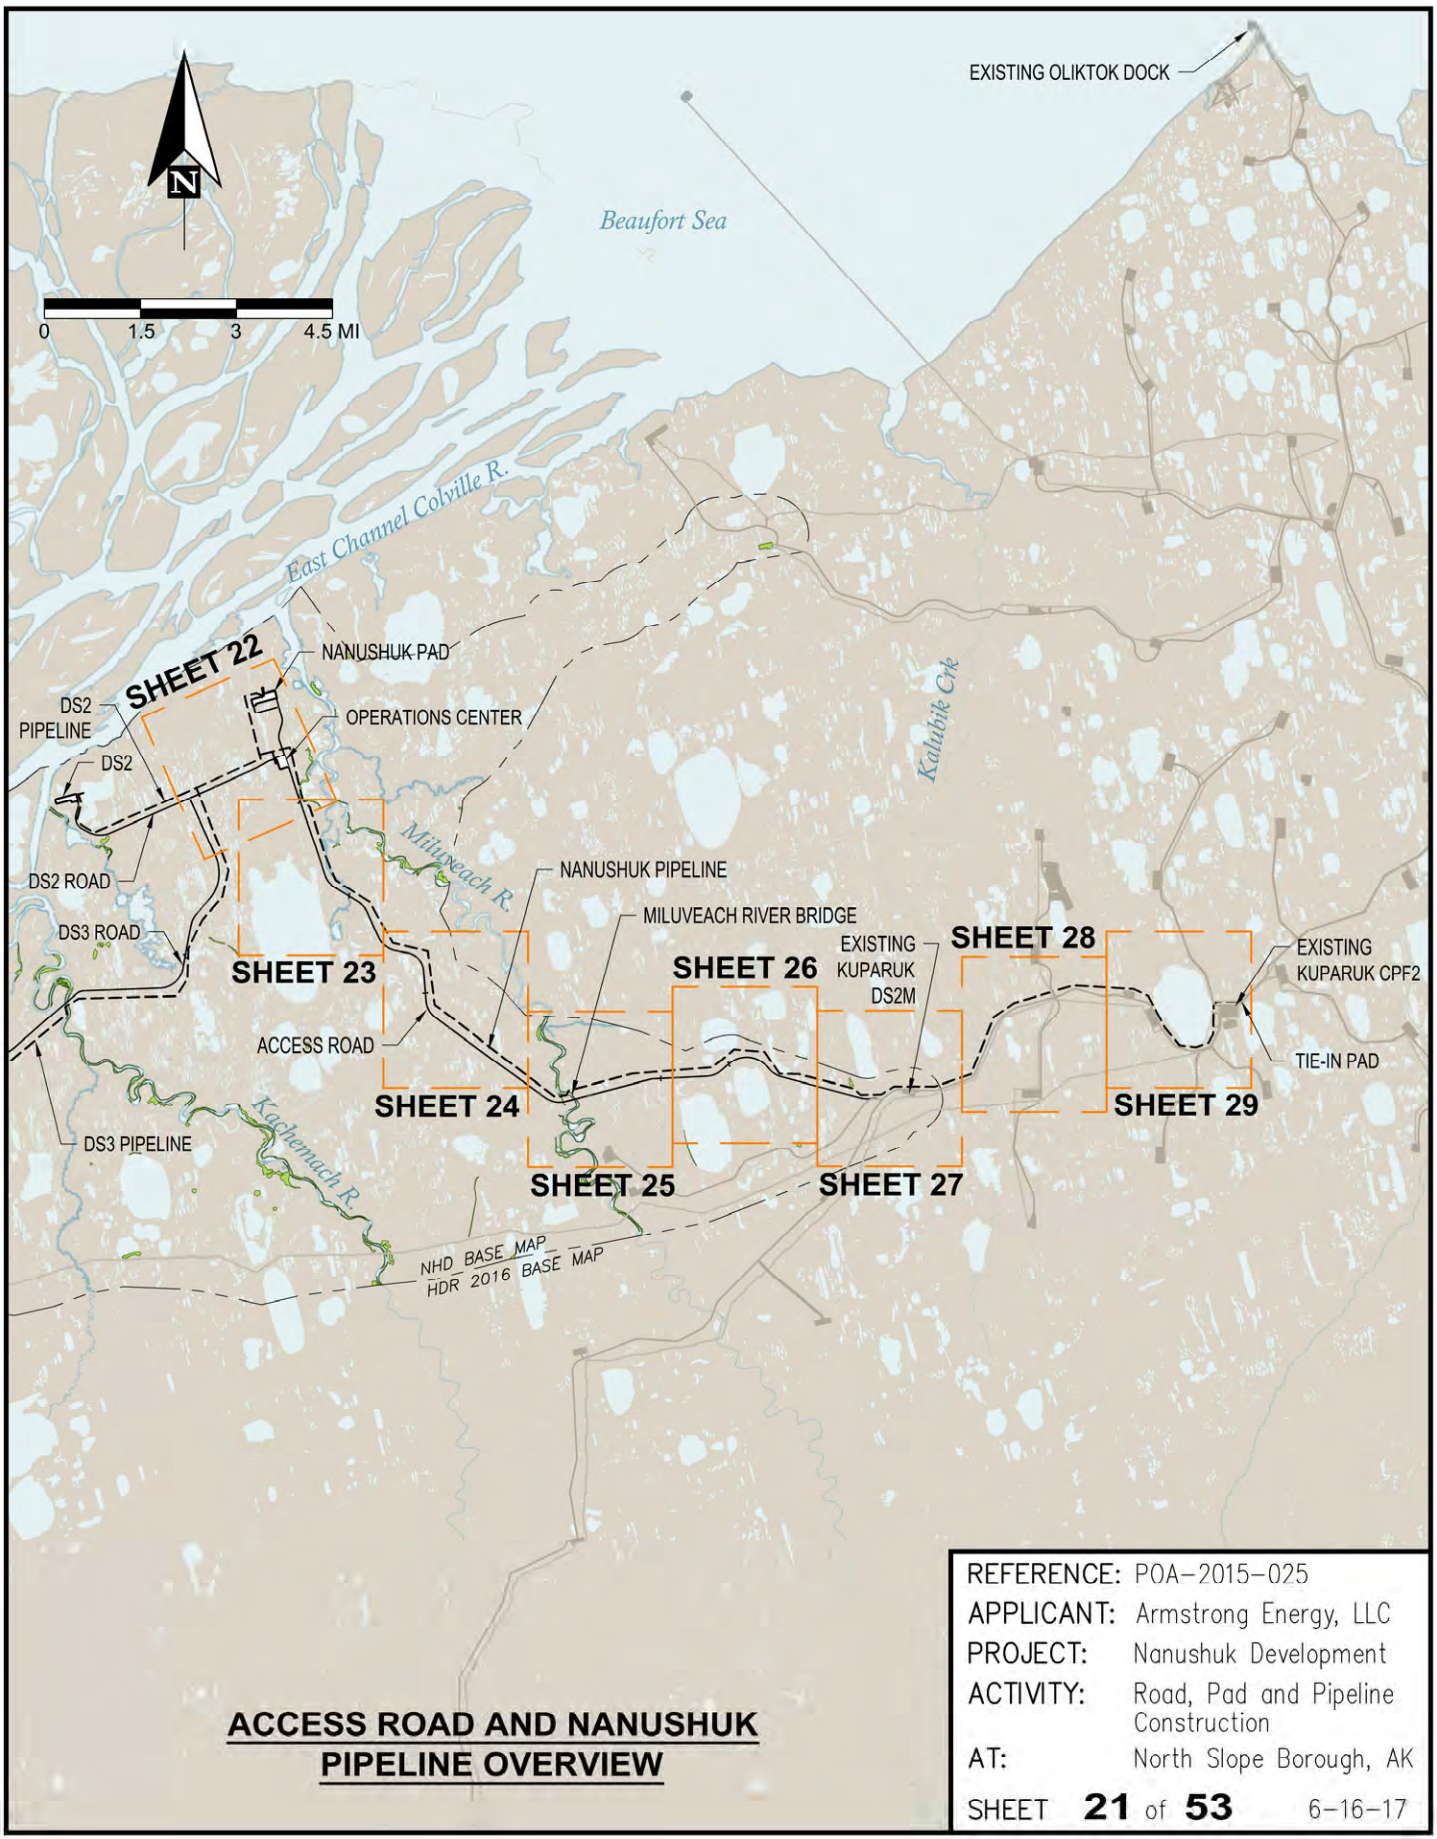 EXISTING OLIKTOK DOCK
N
Beaufort Sea
0 1.5 3 4.5 MI
East Channel Colville R.
SHEET 22
NANUSHUK PAD
DS2
PIPELINE
OPERATIONS CENTER
DS2
Kalubik Crk
Miluveach R.
DS2 ROAD
NANUSHUK PIPELINE
MILUVEACH RIVER BRIDGE
DS3 ROAD
SHEET 23
SHEET 26
EXISTING
KUPARUK
DS2M
SHEET 28
EXISTING
KUPARUK CPF2
ACCESS ROAD
TIE-IN PAD
SHEET 24
SHEET 29
DS3 PIPELINE
Kachemach R.
SHEET 25
SHEET 27
NHD BASE MAP
HDR 2016 BASE MAP
ACCESS ROAD AND NANUSHUK
PIPELINE OVERVIEW
REFERENCE: POA-2015-025
APPLICANT: Armstrong Energy, LLC
PROJECT: Nanushuk Development
ACTIVITY: Road, Pad and Pipeline
Construction
AT: North Slope Borough, AK
SHEET 21 of 53 6-16-17